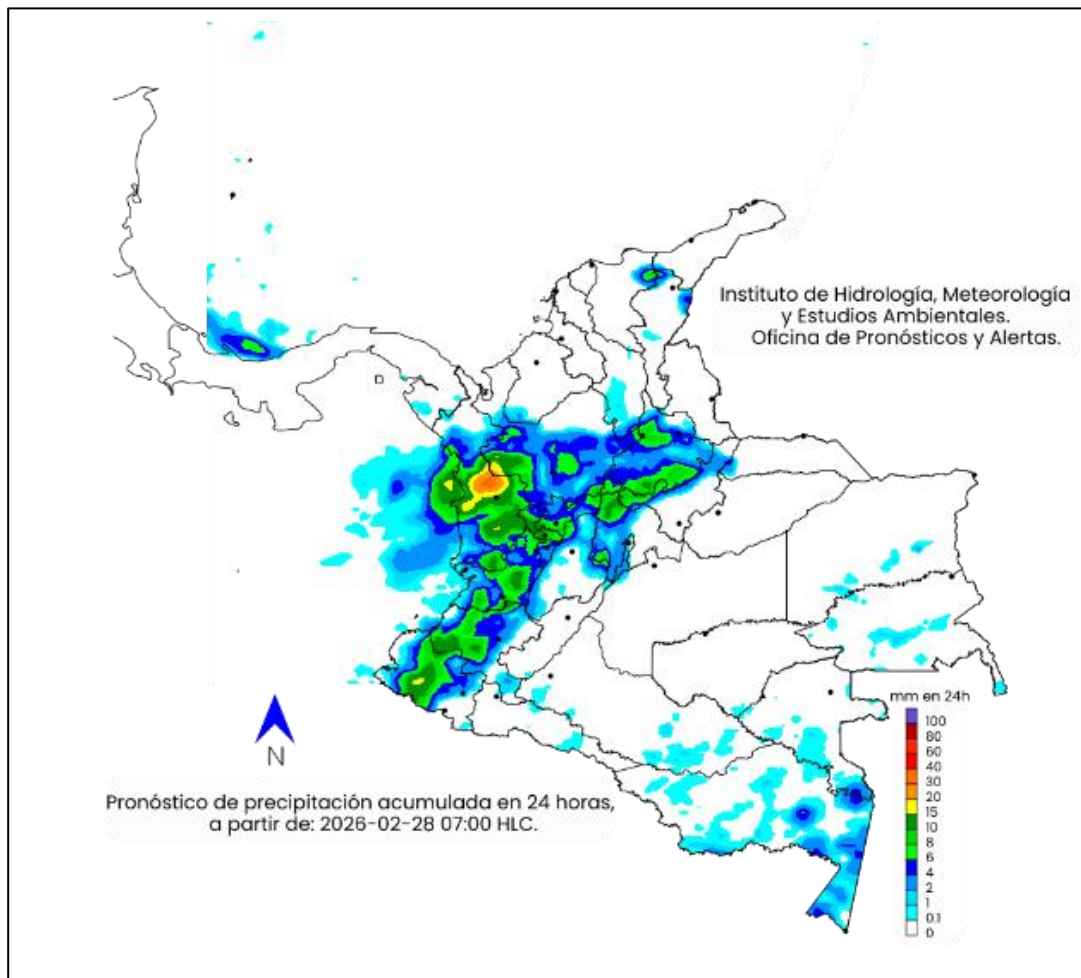 Instituto de Hidrología, Meteorología
y Estudios Ambientales.
Oficina de Pronósticos y Alertas.
mm en 24h
100
80
60
40
30
20
15
10
8
6
4
2
1
0.1
0
N
Pronóstico de precipitación acumulada en 24 horas,
a partir de: 2026-02-28 07:00 HLC.